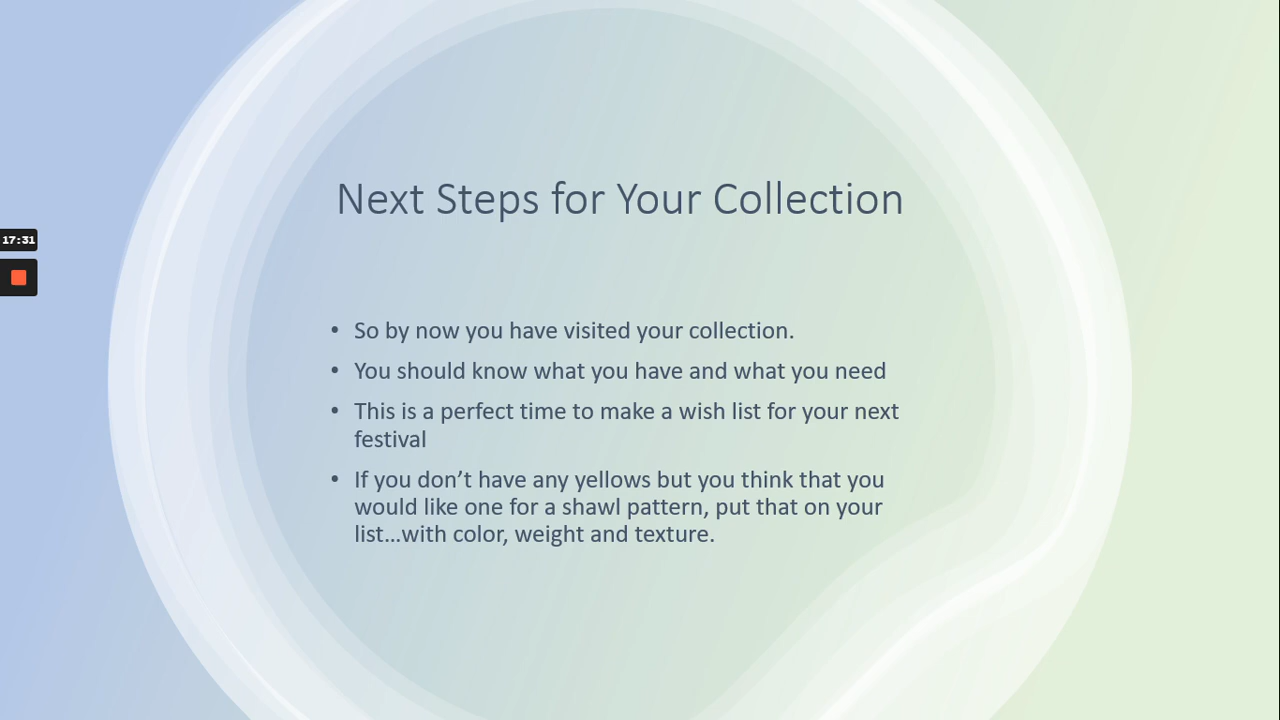 Next Steps for Your Collection
17:31
• So by now you have visited your collection.
• You should know what you have and what you need
• This is a perfect time to make a wish list for your next
festival
• If you don’t have any yellows but you think that you
would like one for a shawl pattern, put that on your
list…with color, weight and texture.